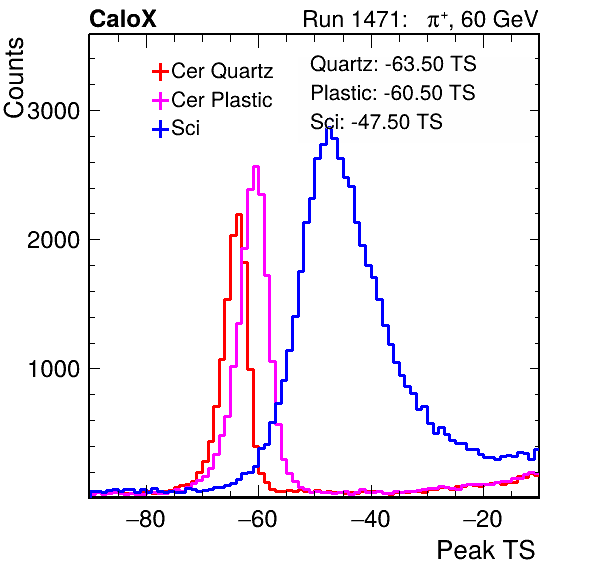 CaloX Run 1471: π+, 60 GeV
Counts
Cer Quartz
Cer Plastic
Sci
Quartz: -63.50 TS
Plastic: -60.50 TS
Sci: -47.50 TS
3000
2000
1000
−80 −60 −40 −20
Peak TS